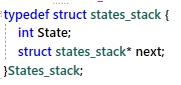 typedef struct states_stack {
int State;
struct states_stack* next;
}States_stack;